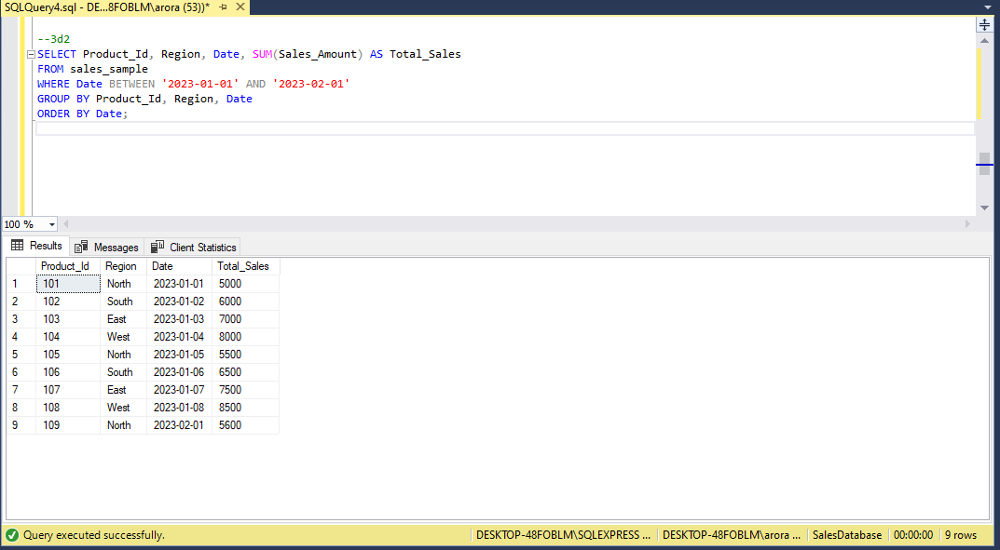 SQLQuery4.sql - DE...8FOBLM\arora (53))*
--3d2
SELECT Product_Id, Region, Date, SUM(Sales_Amount) AS Total_Sales
FROM sales_sample
WHERE Date BETWEEN '2023-01-01' AND '2023-02-01'
GROUP BY Product_Id, Region, Date
ORDER BY Date;
100 %
Results Messages Client Statistics
Product_Id Region Date Total_Sales
1 101 North 2023-01-01 5000
2 102 South 2023-01-02 6000
3 103 East 2023-01-03 7000
4 104 West 2023-01-04 8000
5 105 North 2023-01-05 5500
6 106 South 2023-01-06 6500
7 107 East 2023-01-07 7500
8 108 West 2023-01-08 8500
9 109 North 2023-02-01 5600
Query executed successfully. DESKTOP-48FOBLM\SQLEXPRESS ... DESKTOP-48FOBLM\arora ... SalesDatabase 00:00:00 9 rows